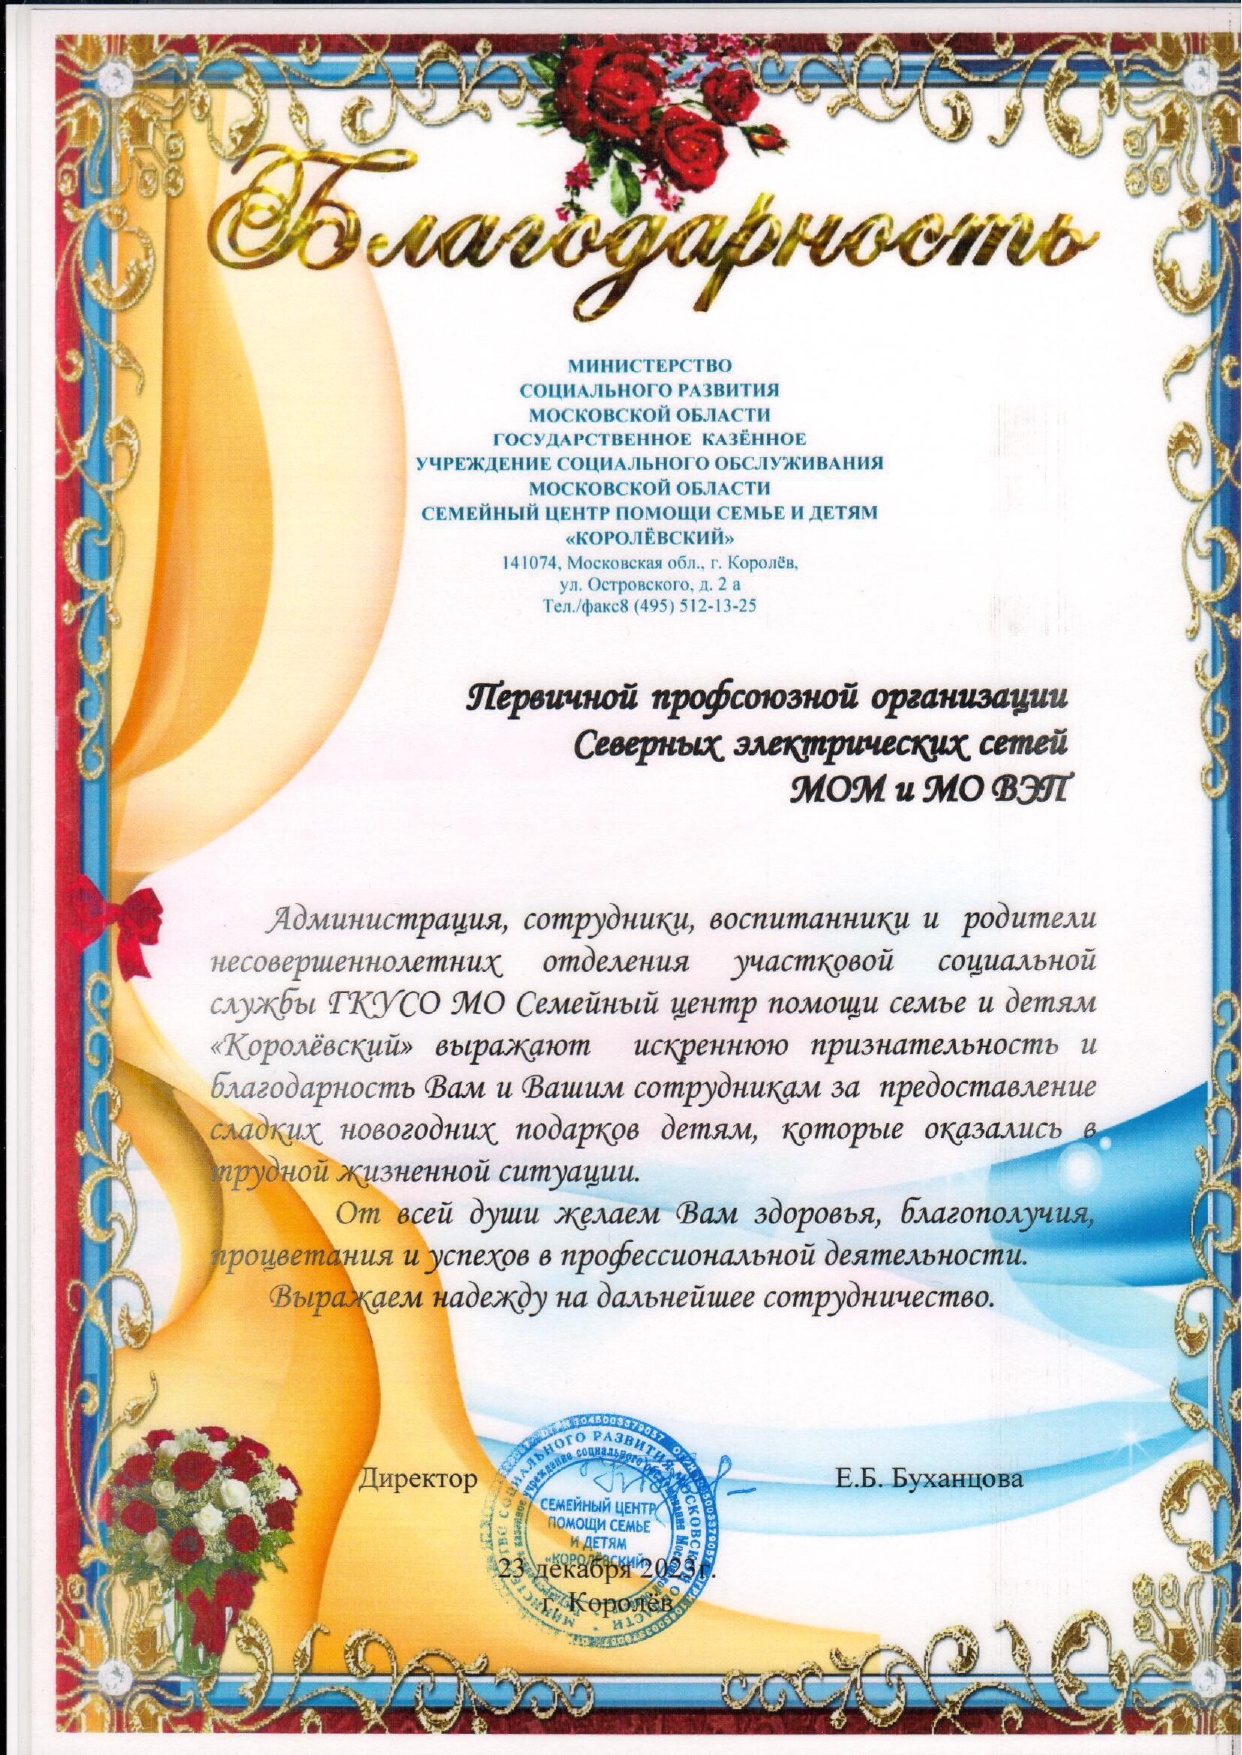 Благодарность
МИНИСТЕРСТВО
СОЦИАЛЬНОГО РАЗВИТИЯ
МОСКОВСКОЙ ОБЛАСТИ
ГОСУДАРСТВЕННОЕ КАЗЁННОЕ
УЧРЕЖДЕНИЕ СОЦИАЛЬНОГО ОБСЛУЖИВАНИЯ
МОСКОВСКОЙ ОБЛАСТИ
СЕМЕЙНЫЙ ЦЕНТР ПОМОЩИ СЕМЬЕ И ДЕТЯМ
«КОРОЛЁВСКИЙ»
141074, Московская обл., г. Королёв,
ул. Островского, д. 2 а
Тел./факс8 (495) 512-13-25
Первичной профсоюзной организации
Северных электрических сетей
МОМ и МО ВЭП
Администрация, сотрудники, воспитанники и родители
несовершеннолетних отделения участковой социальной
службы ГКУСО МО Семейный центр помощи семье и детям
«Королёвский» выражают искреннюю признательность и
благодарность Вам и Вашим сотрудникам за предоставление
сладких новогодних подарков детям, которые оказались в
трудной жизненной ситуации.
От всей души желаем Вам здоровья, благополучия,
процветания и успехов в профессиональной деятельности.
Выражаем надежду на дальнейшее сотрудничество.
Директор Е.Б. Буханцова
СЕМЕЙНЫЙ ЦЕНТР
ПОМОЩИ СЕМЬЕ
И ДЕТЯМ
«КОРОЛЁВСКИЙ»
23 декабря 2023г.
г. Королёв